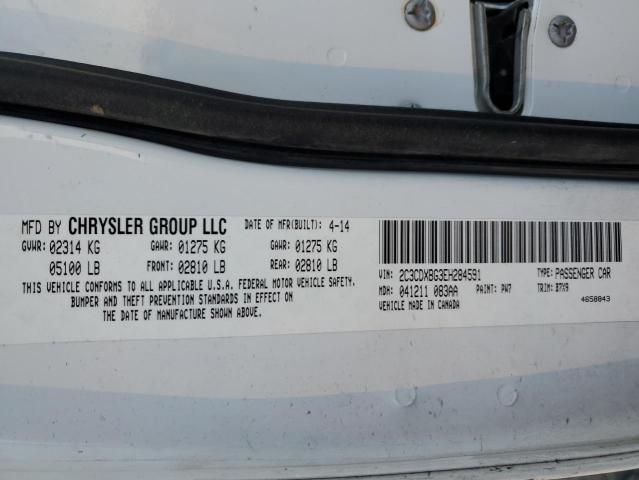 MFD BY CHRYSLER GROUP LLC DATE OF MFR(BUILT): 4-14
GVWR: 02314 KG GAWR: 01275 KG GAWR: 01275 KG
05100 LB FRONT: 02810 LB REAR: 02810 LB
THIS VEHICLE CONFORMS TO ALL APPLICABLE U.S.A. FEDERAL MOTOR VEHICLE SAFETY,
BUMPER AND THEFT PREVENTION STANDARDS IN EFFECT ON
THE DATE OF MANUFACTURE SHOWN ABOVE.
VIN: 2C3CDXBG3EH284591 TYPE: PASSENGER CAR
MDH: 041211 083AA PAINT: PW7 TRIM: B7X9
VEHICLE MADE IN CANADA 4658843